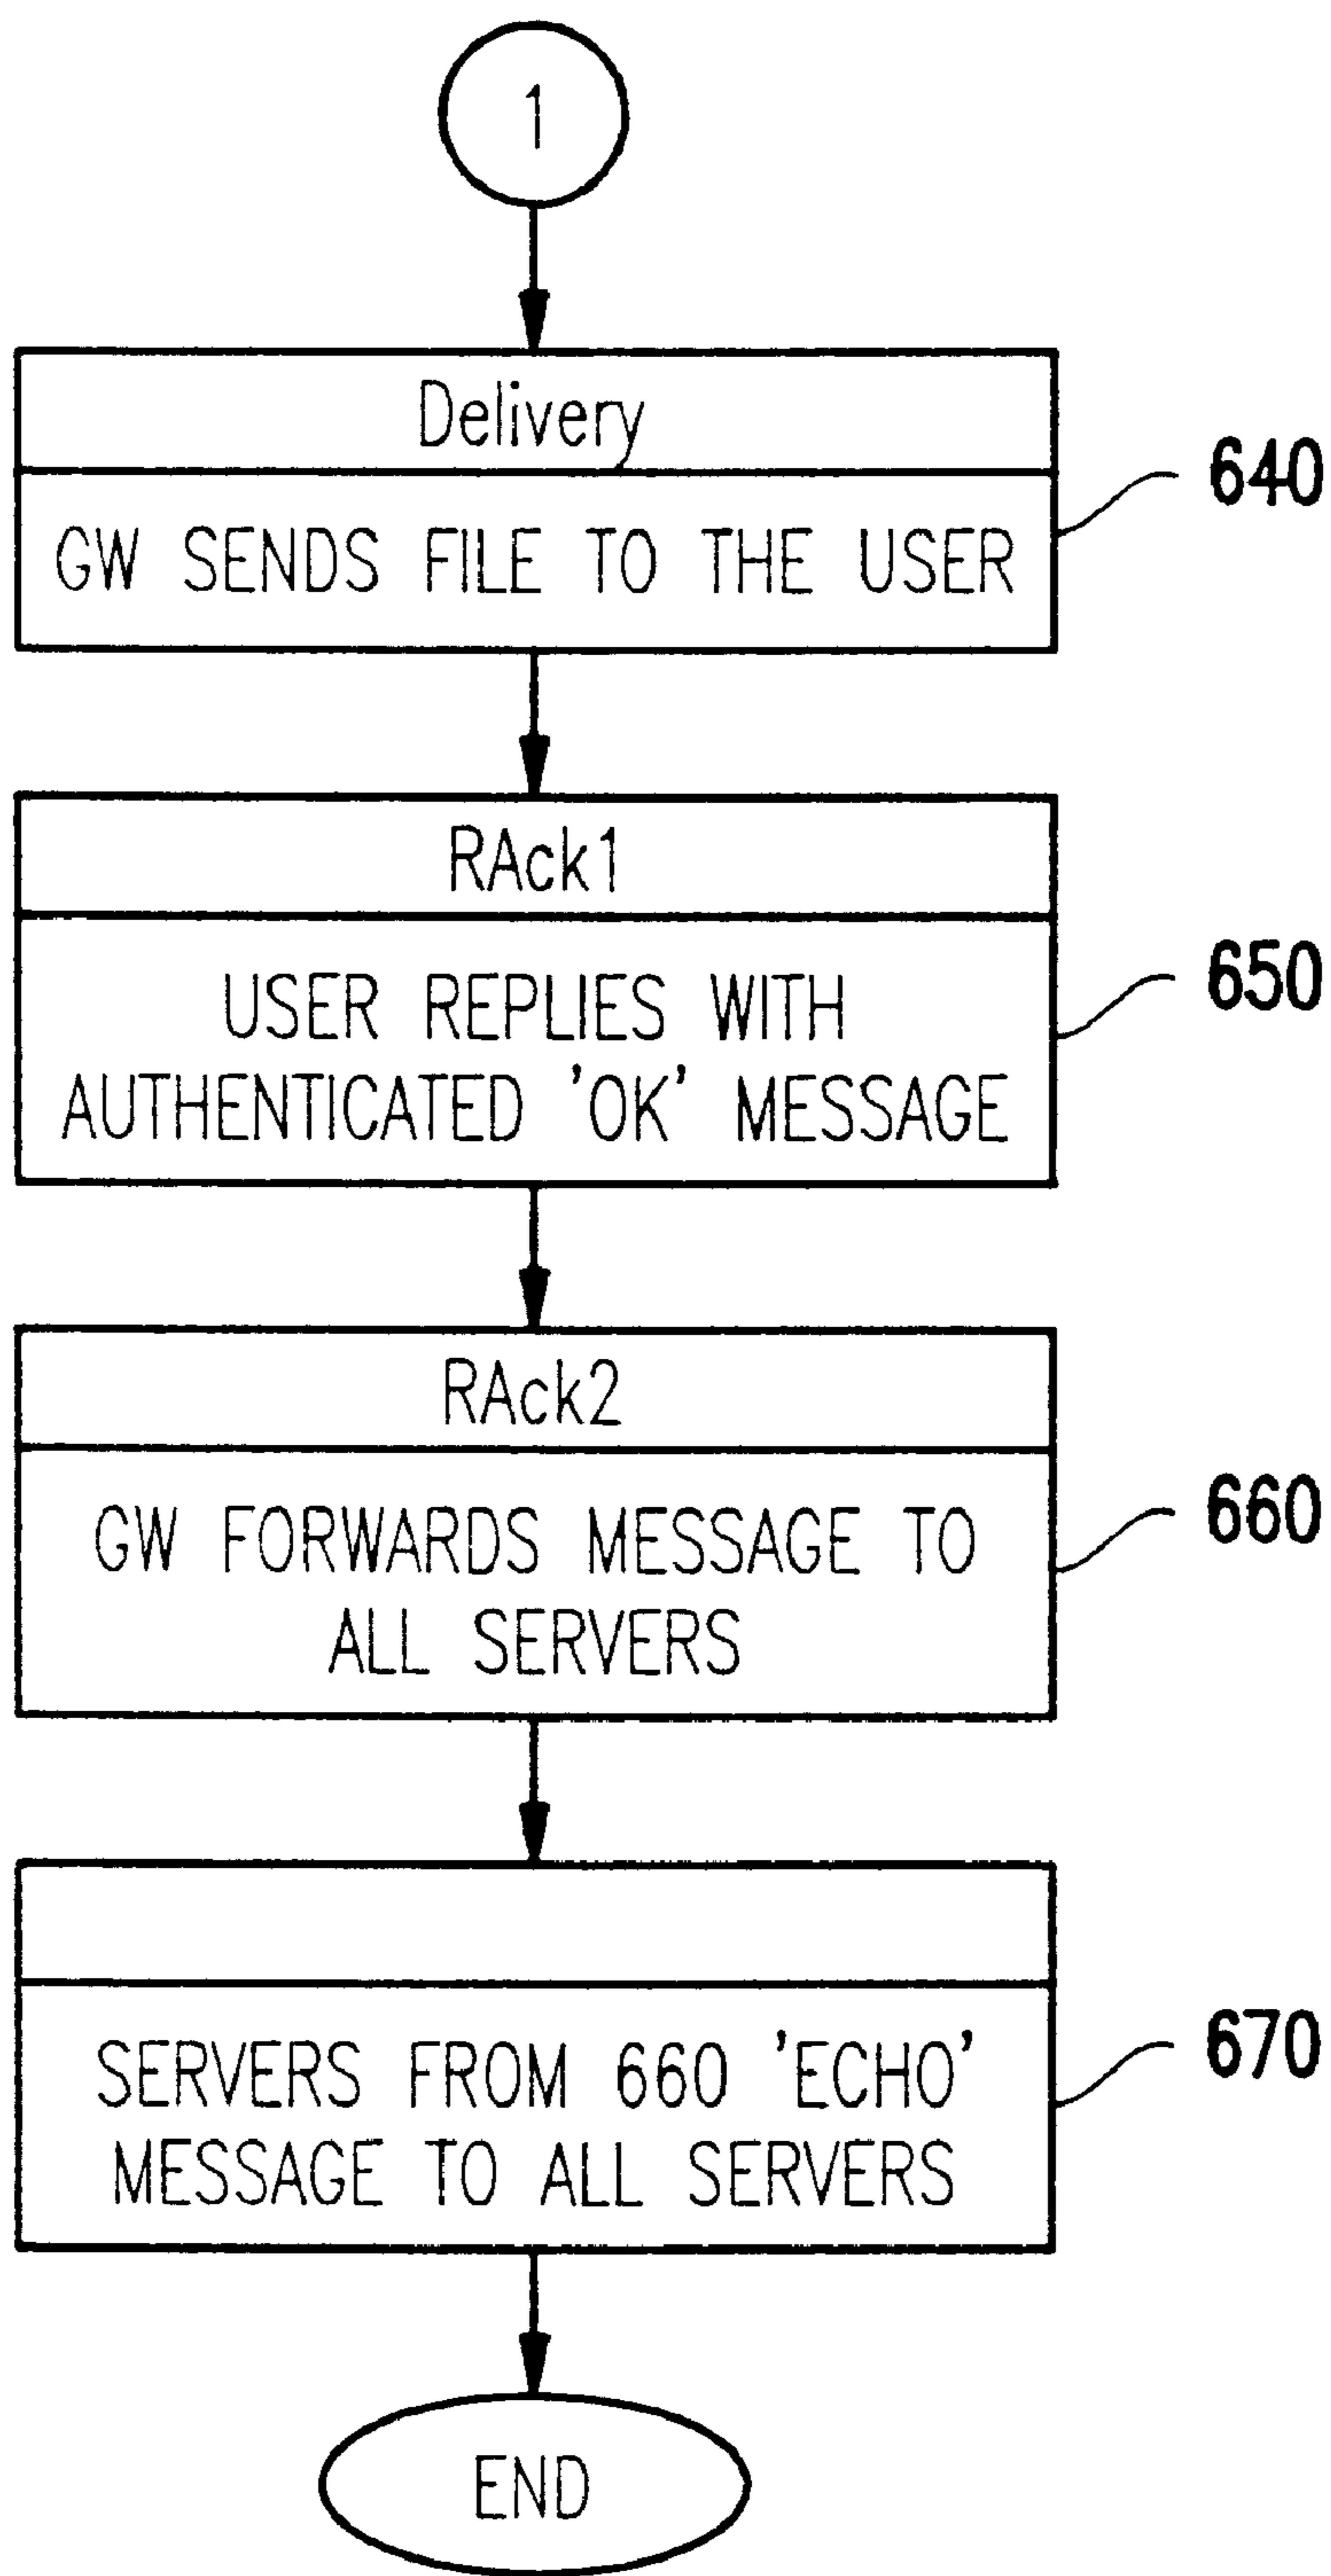 1
Delivery
GW SENDS FILE TO THE USER
640
RAck1
USER REPLIES WITH
AUTHENTICATED 'OK' MESSAGE
650
RAck2
GW FORWARDS MESSAGE TO
ALL SERVERS
660
SERVERS FROM 660 'ECHO'
MESSAGE TO ALL SERVERS
670
END